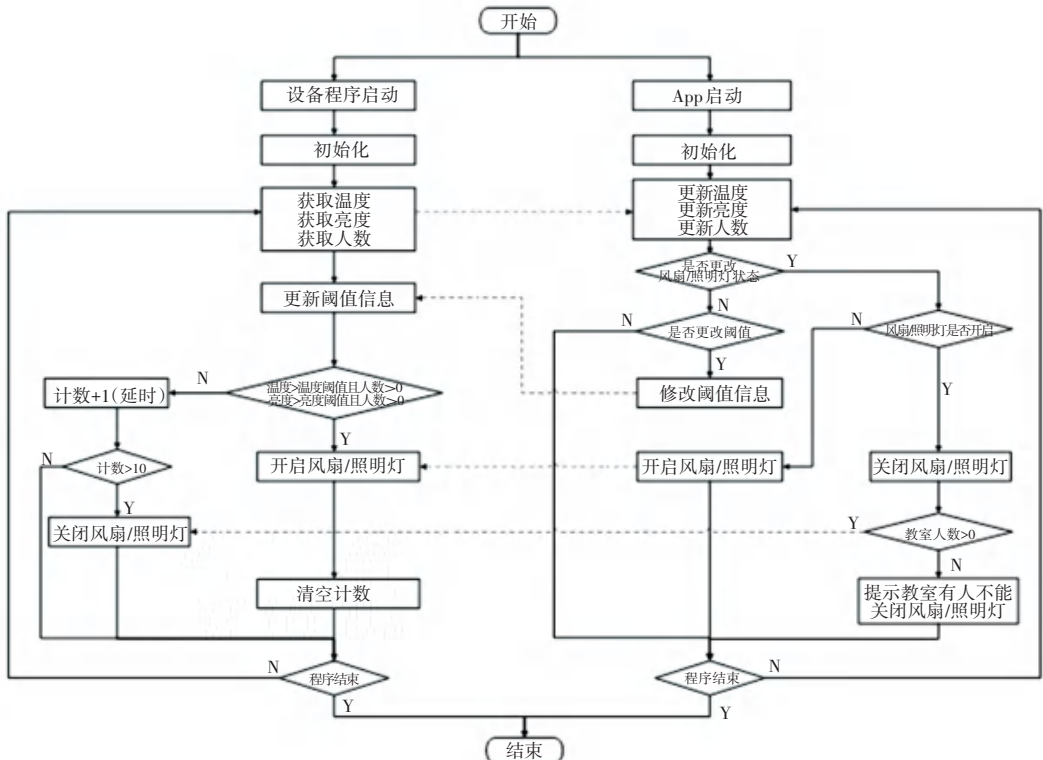 开始
设备程序启动
App启动
初始化
初始化
获取温度
获取亮度
获取人数
更新温度
更新亮度
更新人数
是否更改
风扇/照明灯状态
Y
更新阈值信息
N
N
是否更改阈值
N
风扇/照明灯是否开启
Y
Y
计数+1(延时)
N
温度>温度阈值且人数>0
亮度>亮度阈值且人数>0
修改阈值信息
Y
N
计数>10
开启风扇/照明灯
开启风扇/照明灯
关闭风扇/照明灯
Y
关闭风扇/照明灯
Y
教室人数>0
N
清空计数
提示教室有人不能
关闭风扇/照明灯
N
程序结束
程序结束
N
Y
Y
结束